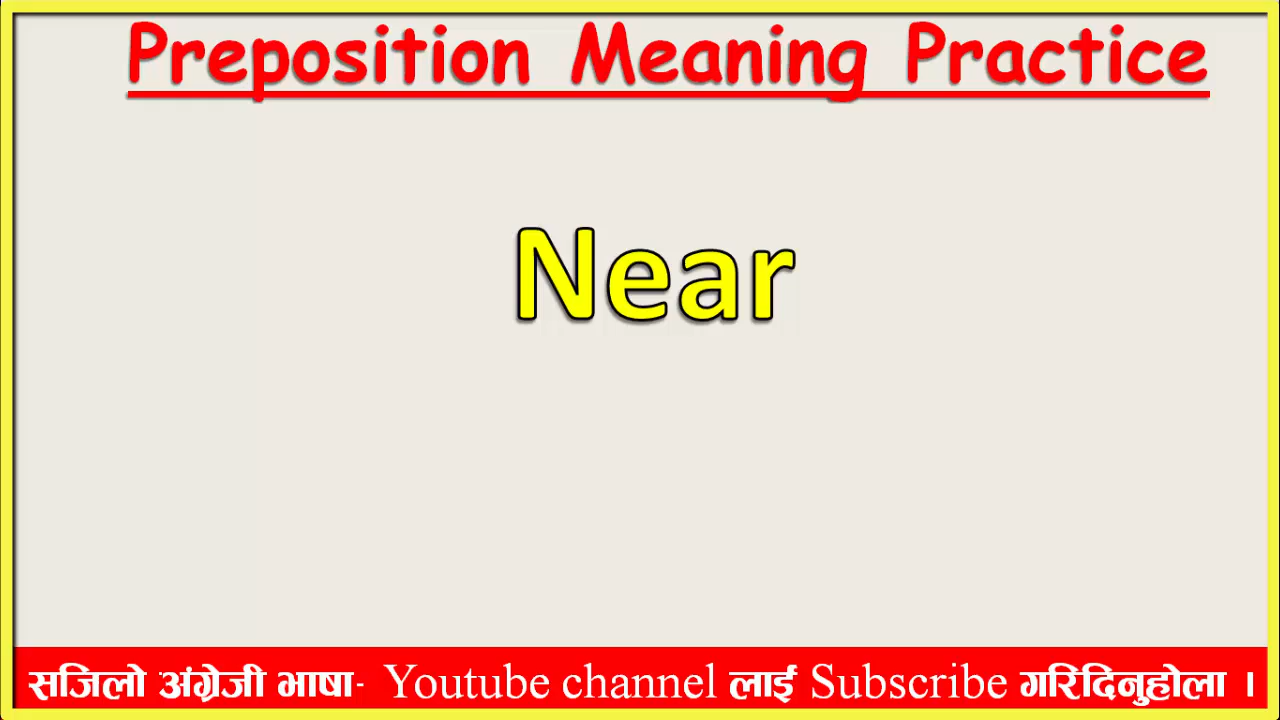 Preposition Meaning Practice
Near
सजिलो अंग्रेजी भाषा- Youtube channel लाई Subscribe गरिदिनुहोला ।